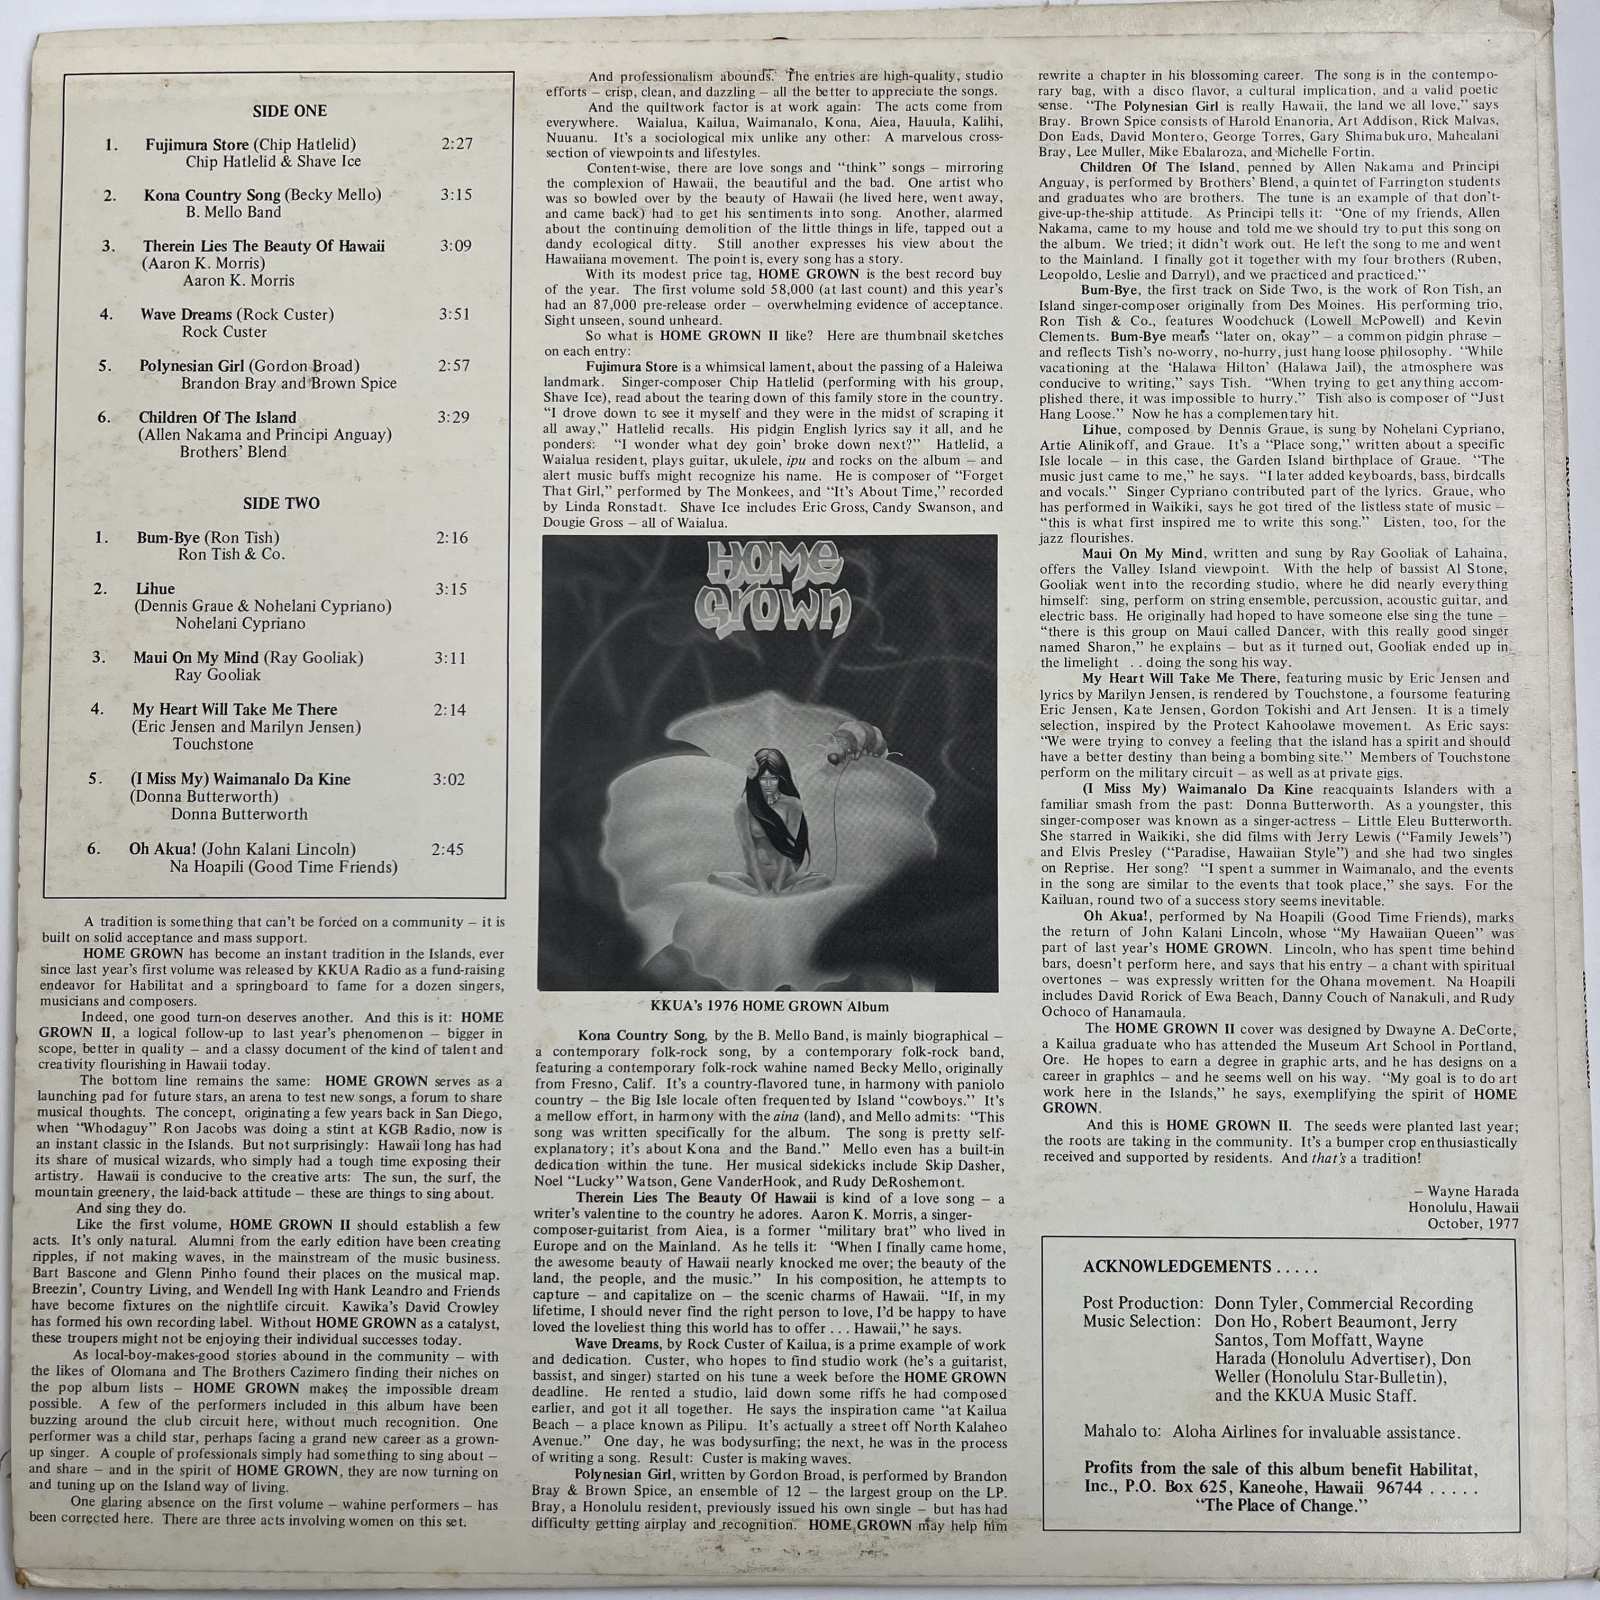 SIDE ONE
1. Fujimura Store (Chip Hatlelid) 2:27
Chip Hatlelid & Shave Ice
2. Kona Country Song (Becky Mello) 3:15
B. Mello Band
3. Therein Lies The Beauty Of Hawaii 3:09
(Aaron K. Morris)
Aaron K. Morris
4. Wave Dreams (Rock Custer) 3:51
Rock Custer
5. Polynesian Girl (Gordon Broad) 2:57
Brandon Bray and Brown Spice
6. Children Of The Island 3:29
(Allen Nakama and Principi Anguay)
Brothers' Blend
SIDE TWO
1. Bum-Bye (Ron Tish) 2:16
Ron Tish & Co.
2. Lihue 3:15
(Dennis Graue & Nohelani Cypriano)
Nohelani Cypriano
3. Maui On My Mind (Ray Gooliak) 3:11
Ray Gooliak
4. My Heart Will Take Me There 2:14
(Eric Jensen and Marilyn Jensen)
Touchstone
5. (I Miss My) Waimanalo Da Kine 3:02
(Donna Butterworth)
Donna Butterworth
6. Oh Akua! (John Kalani Lincoln) 2:45
Na Hoapili (Good Time Friends)
A tradition is something that can't be forced on a community – it is
built on solid acceptance and mass support.
HOME GROWN has become an instant tradition in the Islands, ever
since last year's first volume was released by KKUA Radio as a fund-raising
endeavor for Habilitat and a springboard to fame for a dozen singers,
musicians and composers.
Indeed, one good turn-on deserves another. And this is it: HOME
GROWN II, a logical follow-up to last year's phenomenon – bigger in
scope, better in quality – and a classy document of the kind of talent and
creativity flourishing in Hawaii today.
The bottom line remains the same: HOME GROWN serves as a
launching pad for future stars, an arena to test new songs, a forum to share
musical thoughts. The concept, originating a few years back in San Diego,
when "Whodaguy" Ron Jacobs was doing a stint at KGB Radio, now is
an instant classic in the Islands. But not surprisingly: Hawaii long has had
its share of musical wizards, who simply had a tough time exposing their
artistry. Hawaii is conducive to the creative arts: The sun, the surf, the
mountain greenery, the laid-back attitude – these are things to sing about.
And sing they do.
Like the first volume, HOME GROWN II should establish a few
acts. It's only natural. Alumni from the early edition have been creating
ripples, if not making waves, in the mainstream of the music business.
Bart Bascone and Glenn Pinho found their places on the musical map.
Breezin', Country Living, and Wendell Ing with Hank Leandro and Friends
have become fixtures on the nightlife circuit. Kawika's David Crowley
has formed his own recording label. Without HOME GROWN as a catalyst,
these troupers might not be enjoying their individual successes today.
As local-boy-makes-good stories abound in the community – with
the likes of Olomana and The Brothers Cazimero finding their niches on
the pop album lists – HOME GROWN makes the impossible dream
possible. A few of the performers included in this album have been
buzzing around the club circuit here, without much recognition. One
performer was a child star, perhaps facing a grand new career as a grown-
up singer. A couple of professionals simply had something to sing about –
and share – and in the spirit of HOME GROWN, they are now turning on
and tuning up on the Island way of living.
One glaring absence on the first volume – wahine performers – has
been corrected here. There are three acts involving women on this set.
And professionalism abounds. The entries are high-quality, studio
efforts – crisp, clean, and dazzling – all the better to appreciate the songs.
And the quiltwork factor is at work again: The acts come from
everywhere. Waialua, Kailua, Waimanalo, Kona, Aiea, Hauula, Kalihi,
Nuuanu. It's a sociological mix unlike any other: A marvelous cross-
section of viewpoints and lifestyles.
Content-wise, there are love songs and "think" songs – mirroring
the complexion of Hawaii, the beautiful and the bad. One artist who
was so bowled over by the beauty of Hawaii (he lived here, went away,
and came back) had to get his sentiments into song. Another, alarmed
about the continuing demolition of the little things in life, tapped out a
dandy ecological ditty. Still another expresses his view about the
Hawaiiana movement. The point is, every song has a story.
With its modest price tag, HOME GROWN is the best record buy
of the year. The first volume sold 58,000 (at last count) and this year's
had an 87,000 pre-release order – overwhelming evidence of acceptance.
Sight unseen, sound unheard.
So what is HOME GROWN II like? Here are thumbnail sketches
on each entry:
Fujimura Store is a whimsical lament, about the passing of a Haleiwa
landmark. Singer-composer Chip Hatlelid (performing with his group,
Shave Ice), read about the tearing down of this family store in the country.
"I drove down to see it myself and they were in the midst of scraping it
all away," Hatlelid recalls. His pidgin English lyrics say it all, and he
ponders: "I wonder what dey goin' broke down next?" Hatlelid, a
Waialua resident, plays guitar, ukulele, ipu and rocks on the album – and
alert music buffs might recognize his name. He is composer of "Forget
That Girl," performed by The Monkees, and "It's About Time," recorded
by Linda Ronstadt. Shave Ice includes Eric Gross, Candy Swanson, and
Dougie Gross – all of Waialua.
HOME
GROWN
KKUA's 1976 HOME GROWN Album
Kona Country Song, by the B. Mello Band, is mainly biographical –
a contemporary folk-rock song, by a contemporary folk-rock band,
featuring a contemporary folk-rock wahine named Becky Mello, originally
from Fresno, Calif. It's a country-flavored tune, in harmony with paniolo
country – the Big Isle locale often frequented by Island "cowboys." It's
a mellow effort, in harmony with the aina (land), and Mello admits: "This
song was written specifically for the album. The song is pretty self-
explanatory; it's about Kona and the Band." Mello even has a built-in
dedication within the tune. Her musical sidekicks include Skip Dasher,
Noel "Lucky" Watson, Gene VanderHook, and Rudy DeRoshemont.
Therein Lies The Beauty Of Hawaii is kind of a love song – a
writer's valentine to the country he adores. Aaron K. Morris, a singer-
composer-guitarist from Aiea, is a former "military brat" who lived in
Europe and on the Mainland. As he tells it: "When I finally came home,
the awesome beauty of Hawaii nearly knocked me over; the beauty of the
land, the people, and the music." In his composition, he attempts to
capture – and capitalize on – the scenic charms of Hawaii. "If, in my
lifetime, I should never find the right person to love, I'd be happy to have
loved the loveliest thing this world has to offer . . . Hawaii," he says.
Wave Dreams, by Rock Custer of Kailua, is a prime example of work
and dedication. Custer, who hopes to find studio work (he's a guitarist,
bassist, and singer) started on his tune a week before the HOME GROWN
deadline. He rented a studio, laid down some riffs he had composed
earlier, and got it all together. He says the inspiration came "at Kailua
Beach – a place known as Pilipu. It's actually a street off North Kalaheo
Avenue." One day, he was bodysurfing; the next, he was in the process
of writing a song. Result: Custer is making waves.
Polynesian Girl, written by Gordon Broad, is performed by Brandon
Bray & Brown Spice, an ensemble of 12 – the largest group on the LP.
Bray, a Honolulu resident, previously issued his own single – but has had
difficulty getting airplay and recognition. HOME GROWN may help him
rewrite a chapter in his blossoming career. The song is in the contempo-
rary bag, with a disco flavor, a cultural implication, and a valid poetic
sense. "The Polynesian Girl is really Hawaii, the land we all love," says
Bray. Brown Spice consists of Harold Enanoria, Art Addison, Rick Malvas,
Don Eads, David Montero, George Torres, Gary Shimabukuro, Mahealani
Bray, Lee Muller, Mike Ebalaroza, and Michelle Fortin.
Children Of The Island, penned by Allen Nakama and Principi
Anguay, is performed by Brothers' Blend, a quintet of Farrington students
and graduates who are brothers. The tune is an example of that don't-
give-up-the-ship attitude. As Principi tells it: "One of my friends, Allen
Nakama, came to my house and told me we should try to put this song on
the album. We tried; it didn't work out. He left the song to me and went
to the Mainland. I finally got it together with my four brothers (Ruben,
Leopoldo, Leslie and Darryl), and we practiced and practiced."
Bum-Bye, the first track on Side Two, is the work of Ron Tish, an
Island singer-composer originally from Des Moines. His performing trio,
Ron Tish & Co., features Woodchuck (Lowell McPowell) and Kevin
Clements. Bum-Bye means "later on, okay" – a common pidgin phrase –
and reflects Tish's no-worry, no-hurry, just hang loose philosophy. "While
vacationing at the 'Halawa Hilton' (Halawa Jail), the atmosphere was
conducive to writing," says Tish. "When trying to get anything accom-
plished there, it was impossible to hurry." Tish also is composer of "Just
Hang Loose." Now he has a complementary hit.
Lihue, composed by Dennis Graue, is sung by Nohelani Cypriano,
Artie Alinikoff, and Graue. It's a "Place song," written about a specific
Isle locale – in this case, the Garden Island birthplace of Graue. "The
music just came to me," he says. "I later added keyboards, bass, birdcalls
and vocals." Singer Cypriano contributed part of the lyrics. Graue, who
has performed in Waikiki, says he got tired of the listless state of music –
"this is what first inspired me to write this song." Listen, too, for the
jazz flourishes.
Maui On My Mind, written and sung by Ray Gooliak of Lahaina,
offers the Valley Island viewpoint. With the help of bassist Al Stone,
Gooliak went into the recording studio, where he did nearly everything
himself: sing, perform on string ensemble, percussion, acoustic guitar, and
electric bass. He originally had hoped to have someone else sing the tune –
"there is this group on Maui called Dancer, with this really good singer
named Sharon," he explains – but as it turned out, Gooliak ended up in
the limelight . . doing the song his way.
My Heart Will Take Me There, featuring music by Eric Jensen and
lyrics by Marilyn Jensen, is rendered by Touchstone, a foursome featuring
Eric Jensen, Kate Jensen, Gordon Tokishi and Art Jensen. It is a timely
selection, inspired by the Protect Kahoolawe movement. As Eric says:
"We were trying to convey a feeling that the island has a spirit and should
have a better destiny than being a bombing site." Members of Touchstone
perform on the military circuit – as well as at private gigs.
(I Miss My) Waimanalo Da Kine reacquaints Islanders with a
familiar smash from the past: Donna Butterworth. As a youngster, this
singer-composer was known as a singer-actress – Little Eleu Butterworth.
She starred in Waikiki, she did films with Jerry Lewis ("Family Jewels")
and Elvis Presley ("Paradise, Hawaiian Style") and she had two singles
on Reprise. Her song? "I spent a summer in Waimanalo, and the events
in the song are similar to the events that took place," she says. For the
Kailuan, round two of a success story seems inevitable.
Oh Akua!, performed by Na Hoapili (Good Time Friends), marks
the return of John Kalani Lincoln, whose "My Hawaiian Queen" was
part of last year's HOME GROWN. Lincoln, who has spent time behind
bars, doesn't perform here, and says that his entry – a chant with spiritual
overtones – was expressly written for the Ohana movement. Na Hoapili
includes David Rorick of Ewa Beach, Danny Couch of Nanakuli, and Rudy
Ochoco of Hanamaula.
The HOME GROWN II cover was designed by Dwayne A. DeCorte,
a Kailua graduate who has attended the Museum Art School in Portland,
Ore. He hopes to earn a degree in graphic arts, and he has designs on a
career in graphics – and he seems well on his way. "My goal is to do art
work here in the Islands," he says, exemplifying the spirit of HOME
GROWN.
And this is HOME GROWN II. The seeds were planted last year;
the roots are taking in the community. It's a bumper crop enthusiastically
received and supported by residents. And that's a tradition!
– Wayne Harada
Honolulu, Hawaii
October, 1977
ACKNOWLEDGEMENTS . . . . .
Post Production: Donn Tyler, Commercial Recording
Music Selection: Don Ho, Robert Beaumont, Jerry
Santos, Tom Moffatt, Wayne
Harada (Honolulu Advertiser), Don
Weller (Honolulu Star-Bulletin),
and the KKUA Music Staff.
Mahalo to: Aloha Airlines for invaluable assistance.
Profits from the sale of this album benefit Habilitat,
Inc., P.O. Box 625, Kaneohe, Hawaii 96744 . . . . .
"The Place of Change."